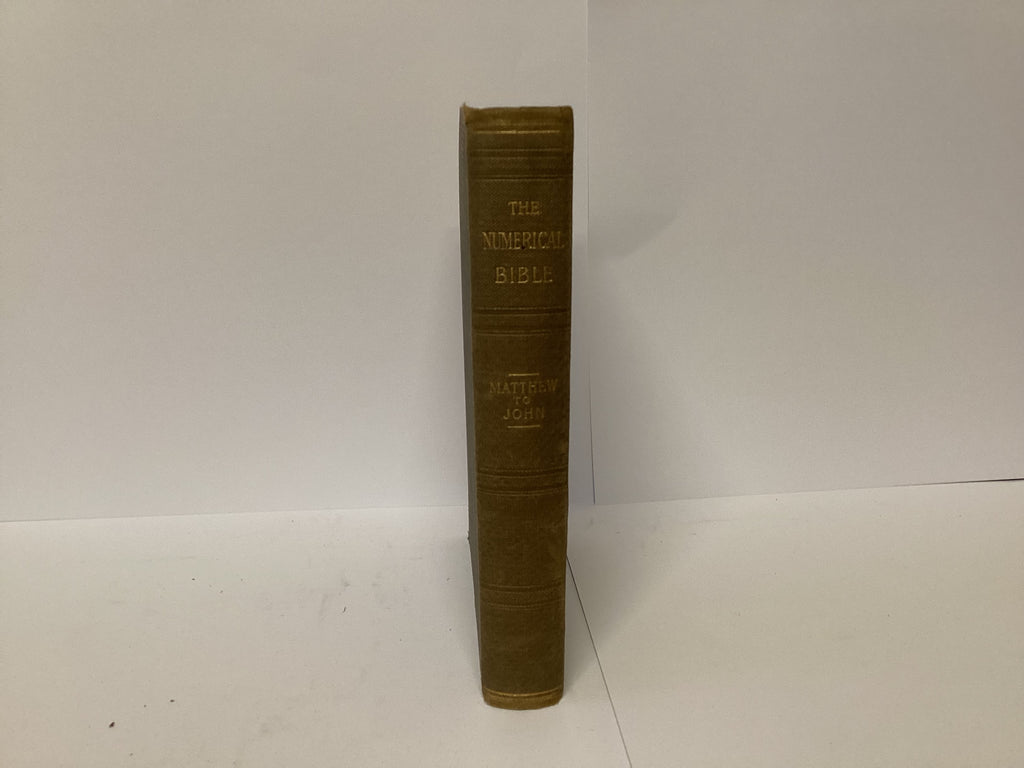 THE
NUMERICAL
BIBLE
MATTHEW
TO
JOHN